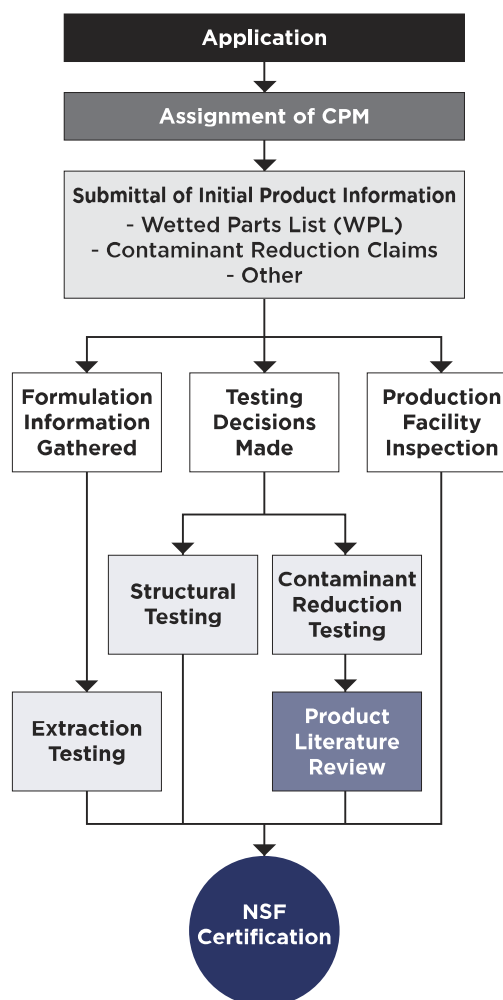 Application
Assignment of CPM
Submittal of Initial Product Information
- Wetted Parts List (WPL)
- Contaminant Reduction Claims
- Other
Formulation
Information
Gathered
Testing
Decisions
Made
Production
Facility
Inspection
Structural
Testing
Contaminant
Reduction
Testing
Extraction
Testing
Product
Literature
Review
NSF
Certification